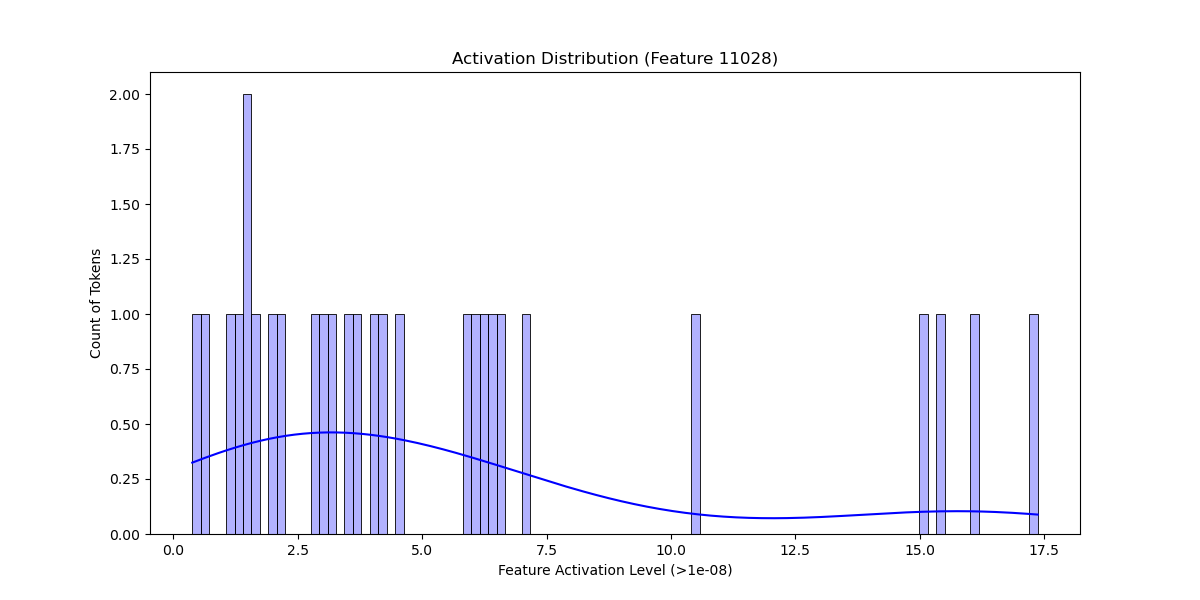 Activation Distribution (Feature 11028)
Count of Tokens
2.00
1.75
1.50
1.25
1.00
0.75
0.50
0.25
0.00
0.0 2.5 5.0 7.5 10.0 12.5 15.0 17.5
Feature Activation Level (>1e-08)